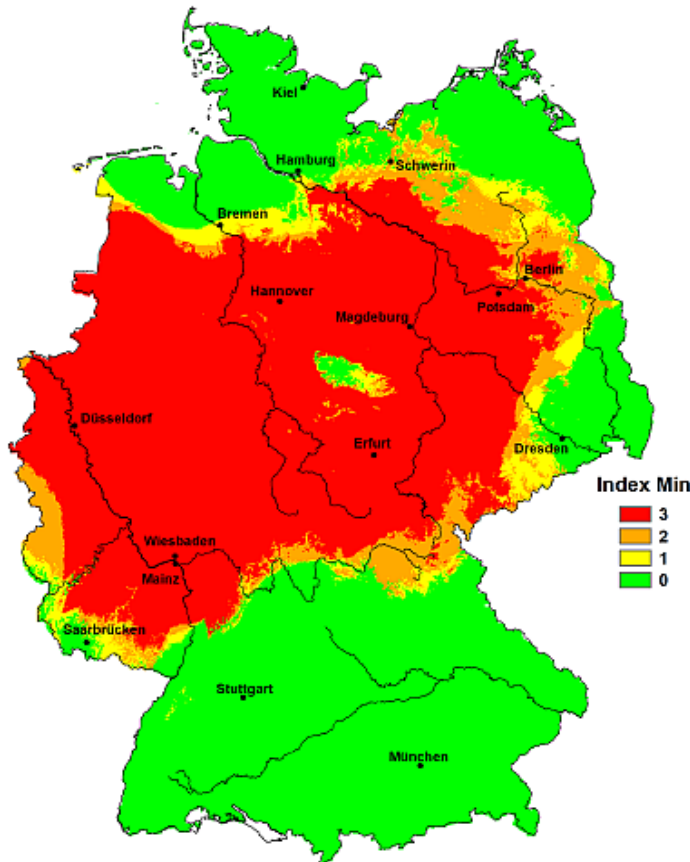 Kiel
Hamburg
Schwerin
Bremen
Berlin
Hannover
Potsdam
Magdeburg
Düsseldorf
Erfurt
Dresden
Index Min
3
2
1
0
Wiesbaden
Mainz
Saarbrücken
Stuttgart
München